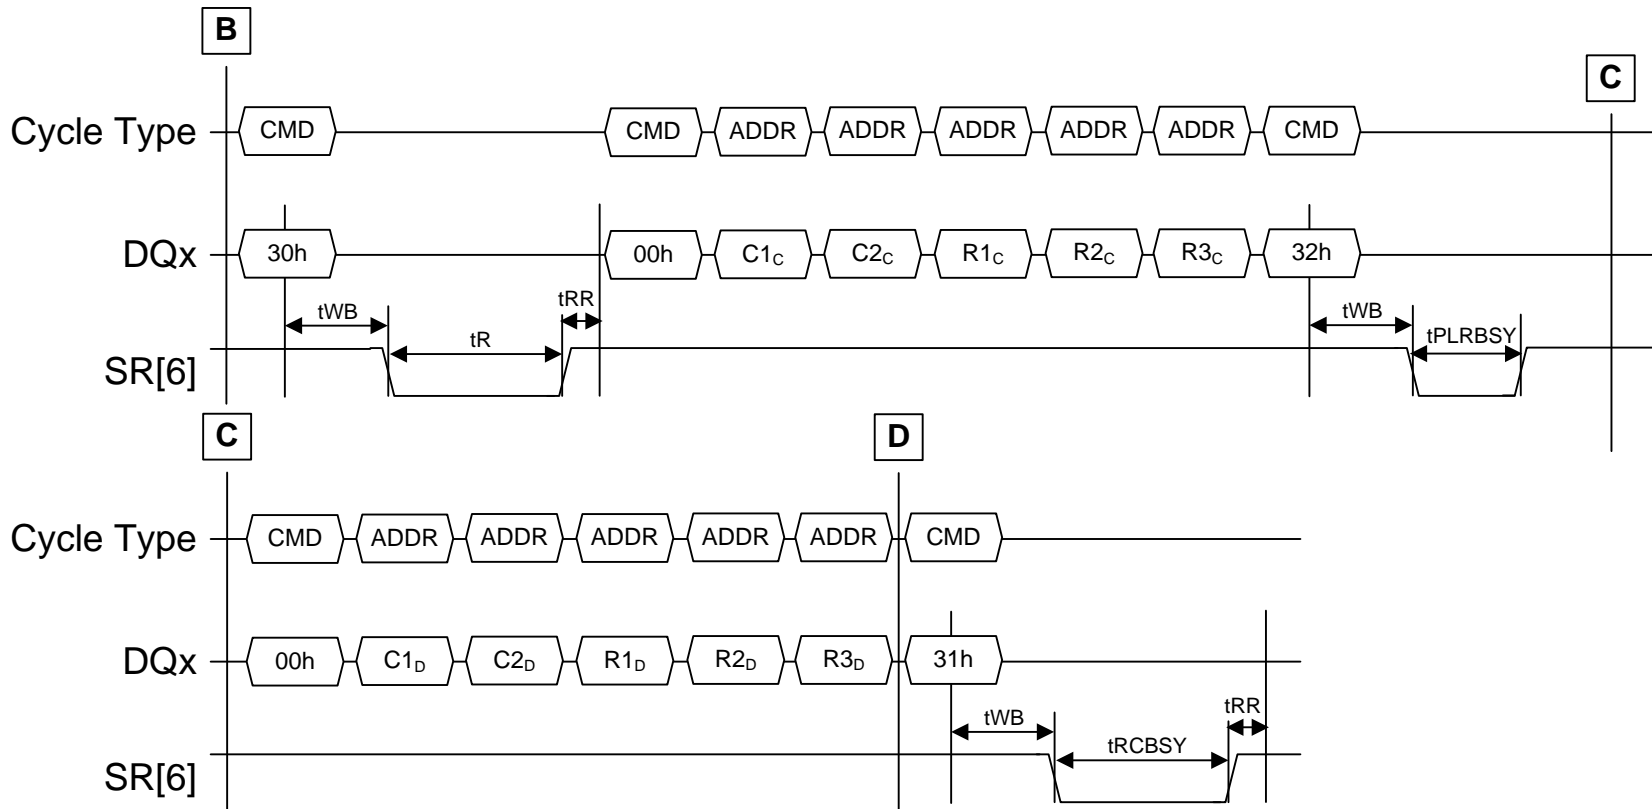 B
C
Cycle Type CMD CMD ADDR ADDR ADDR ADDR ADDR CMD
DQx 30h 00h C1C C2C R1C R2C R3C 32h
tWB tR tRR tWB tPLRBSY
SR[6]
C
D
Cycle Type CMD ADDR ADDR ADDR ADDR ADDR CMD
DQx 00h C1D C2D R1D R2D R3D 31h
tWB tRCBSY tRR
SR[6]